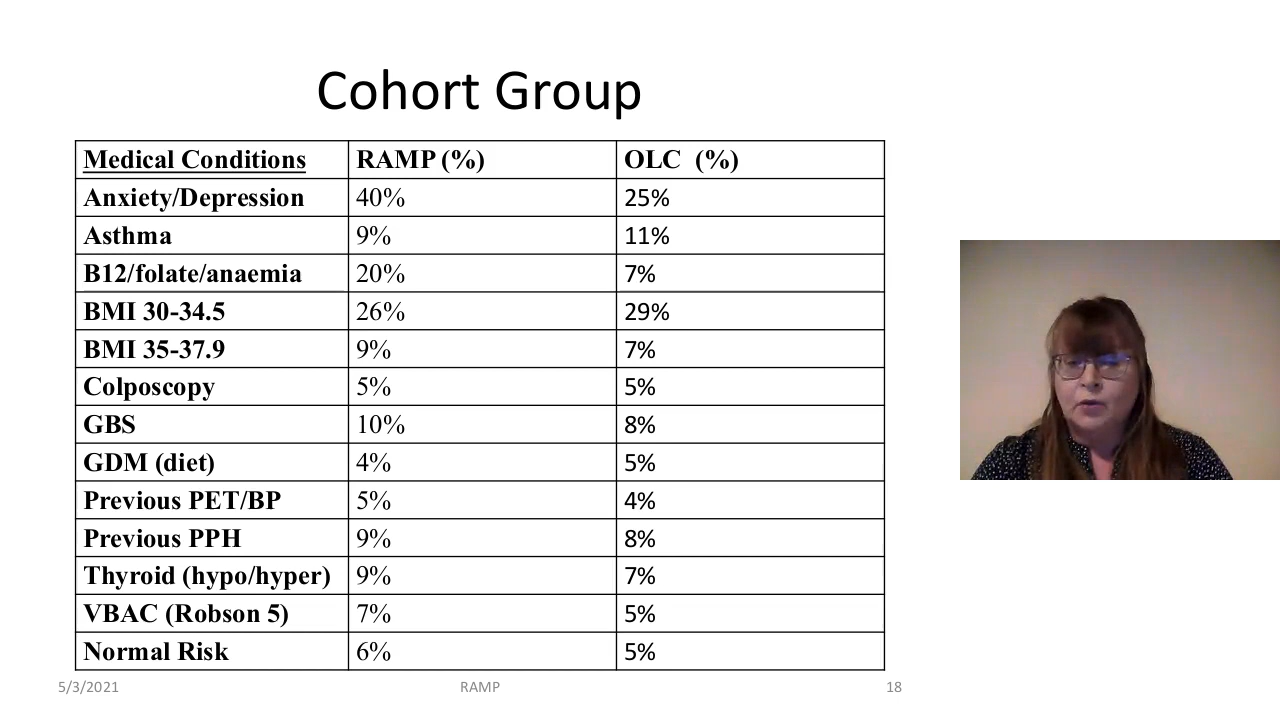 Cohort Group
Medical Conditions RAMP (%) OLC (%)
Anxiety/Depression 40% 25%
Asthma 9% 11%
B12/folate/anaemia 20% 7%
BMI 30-34.5 26% 29%
BMI 35-37.9 9% 7%
Colposcopy 5% 5%
GBS 10% 8%
GDM (diet) 4% 5%
Previous PET/BP 5% 4%
Previous PPH 9% 8%
Thyroid (hypo/hyper) 9% 7%
VBAC (Robson 5) 7% 5%
Normal Risk 6% 5%
5/3/2021 RAMP 18